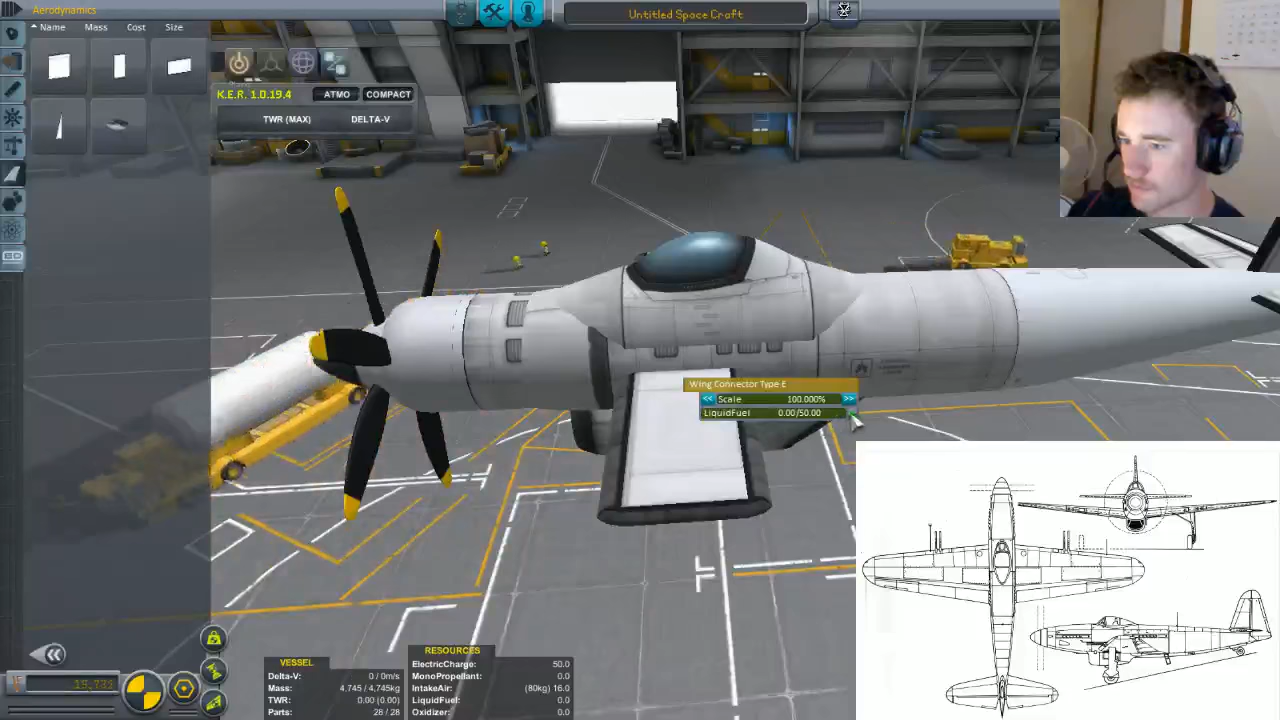 Aerodynamics
Untitled Space Craft
Name Mass Cost Size
K.E.R. 1.0.19.4 ATMO COMPACT
TWR (MAX) DELTA-V
Wing Connector Type E
<< Scale 100.000% >>
LiquidFuel 0.00/50.00
VESSEL
Delta-V: 0 / 0m/s
Mass: 4,745 / 4,745kg
TWR: 0.00 (0.00)
Parts: 28 / 28
RESOURCES
ElectricCharge: 50.0
MonoPropellant: 0.0
IntakeAir: (80kg) 16.0
LiquidFuel: 0.0
Oxidizer: 0.0